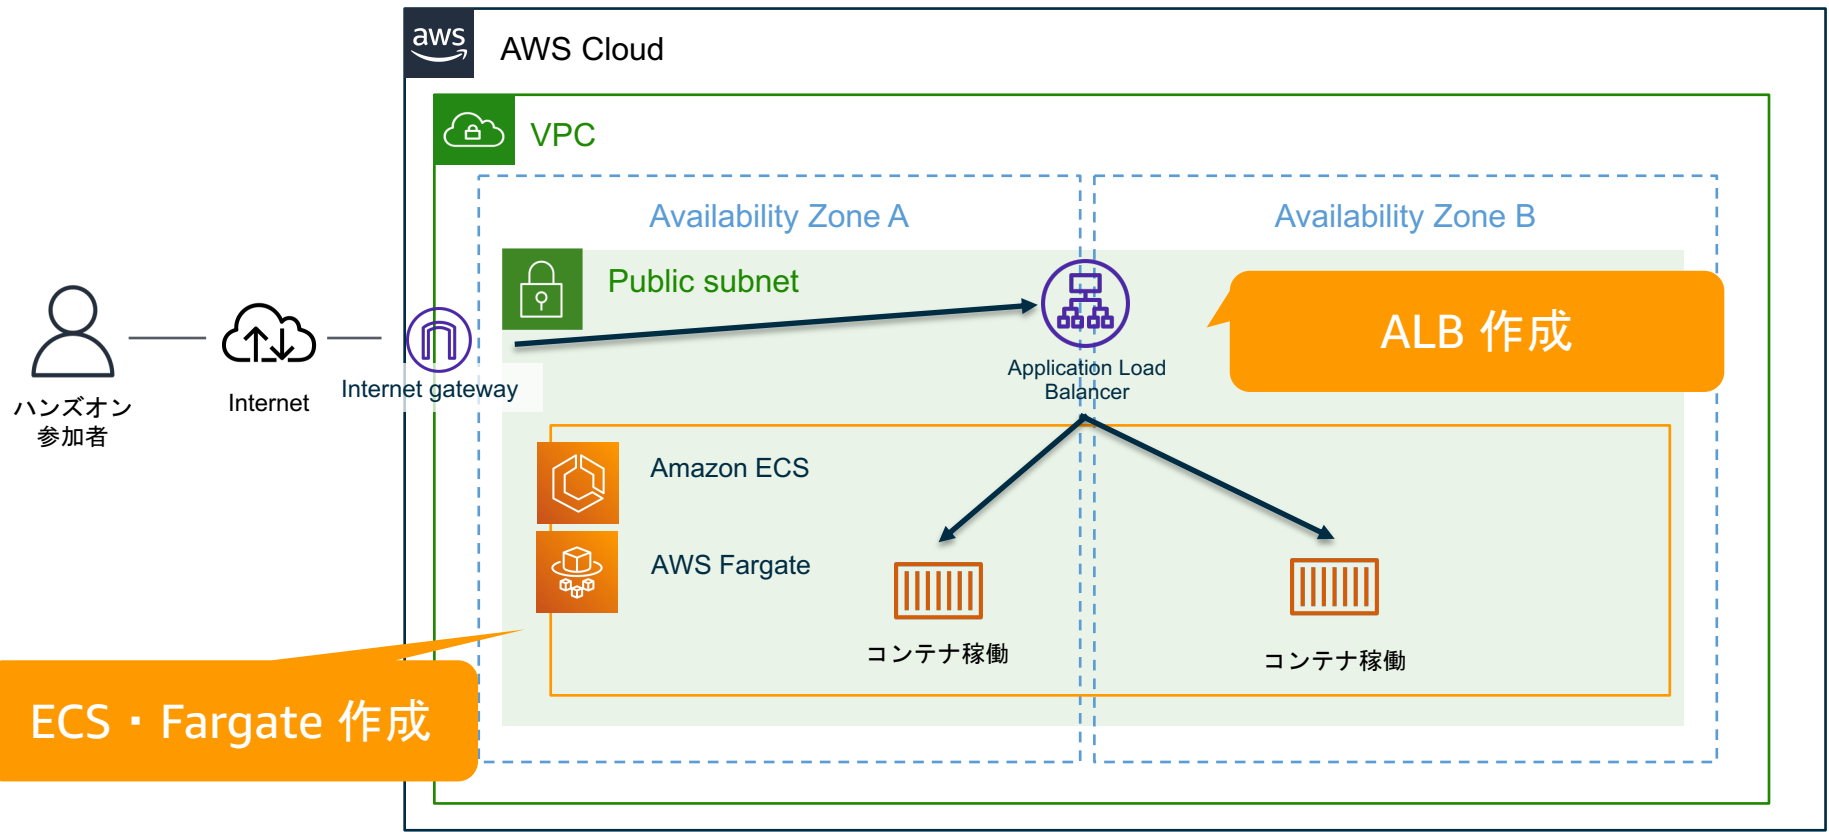 aws
AWS Cloud
VPC
Availability Zone A
Availability Zone B
Public subnet
ALB 作成
Application Load
Balancer
Internet gateway
Internet
ハンズオン
参加者
Amazon ECS
AWS Fargate
コンテナ稼働
コンテナ稼働
ECS・Fargate 作成